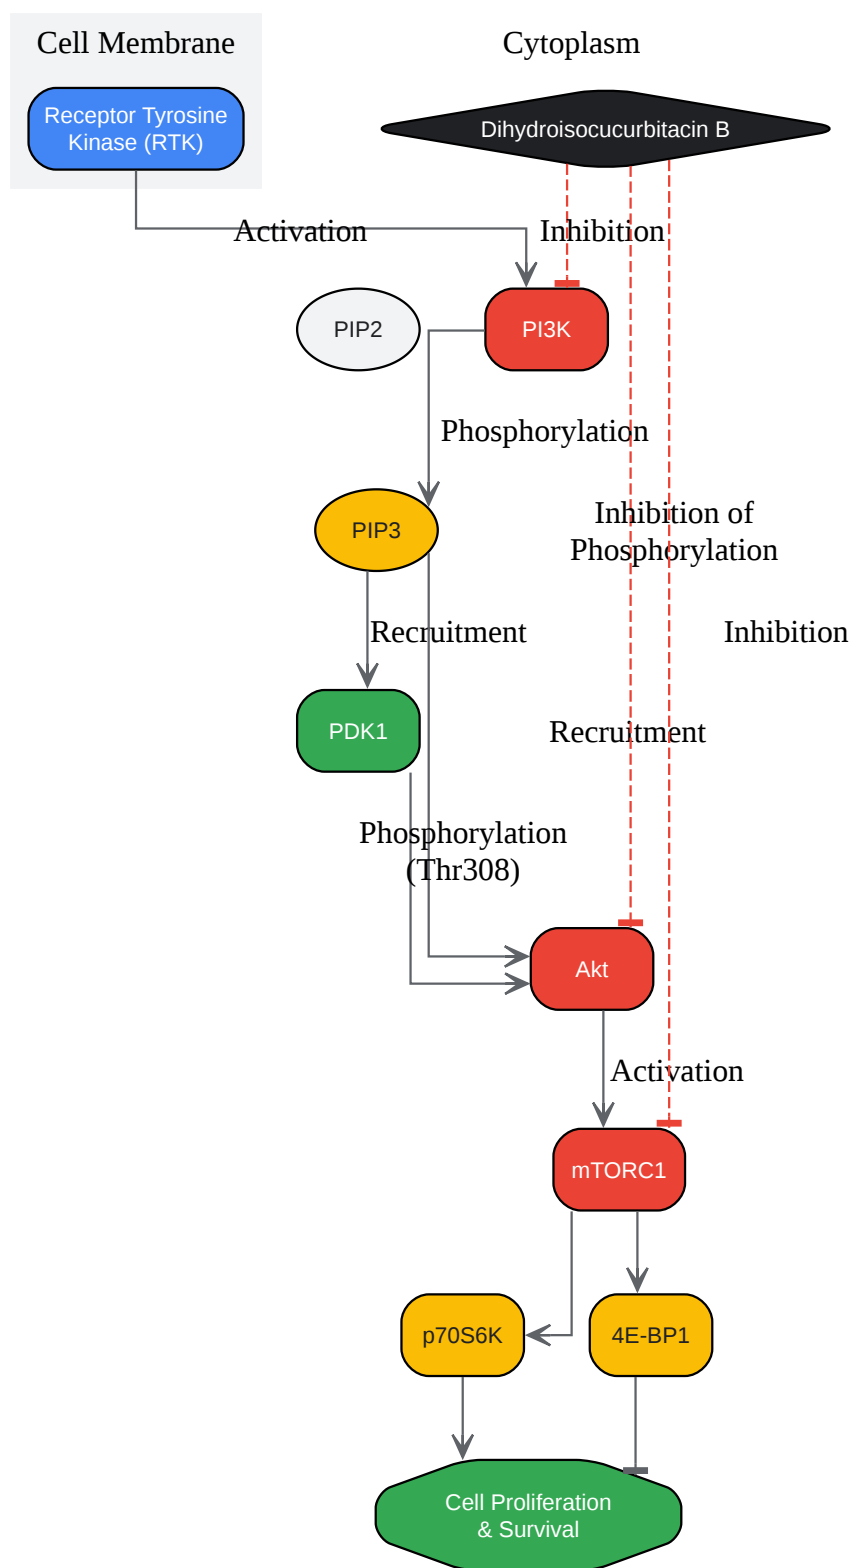 Cell Membrane
Cytoplasm
Receptor Tyrosine
Kinase (RTK)
Dihydroisocucurbitacin B
Activation
Inhibition
PIP2
PI3K
Phosphorylation
PIP3
Inhibition of
Phosphorylation
Recruitment
Inhibition
PDK1
Recruitment
Phosphorylation
(Thr308)
Akt
Activation
mTORC1
p70S6K
4E-BP1
Cell Proliferation
& Survival